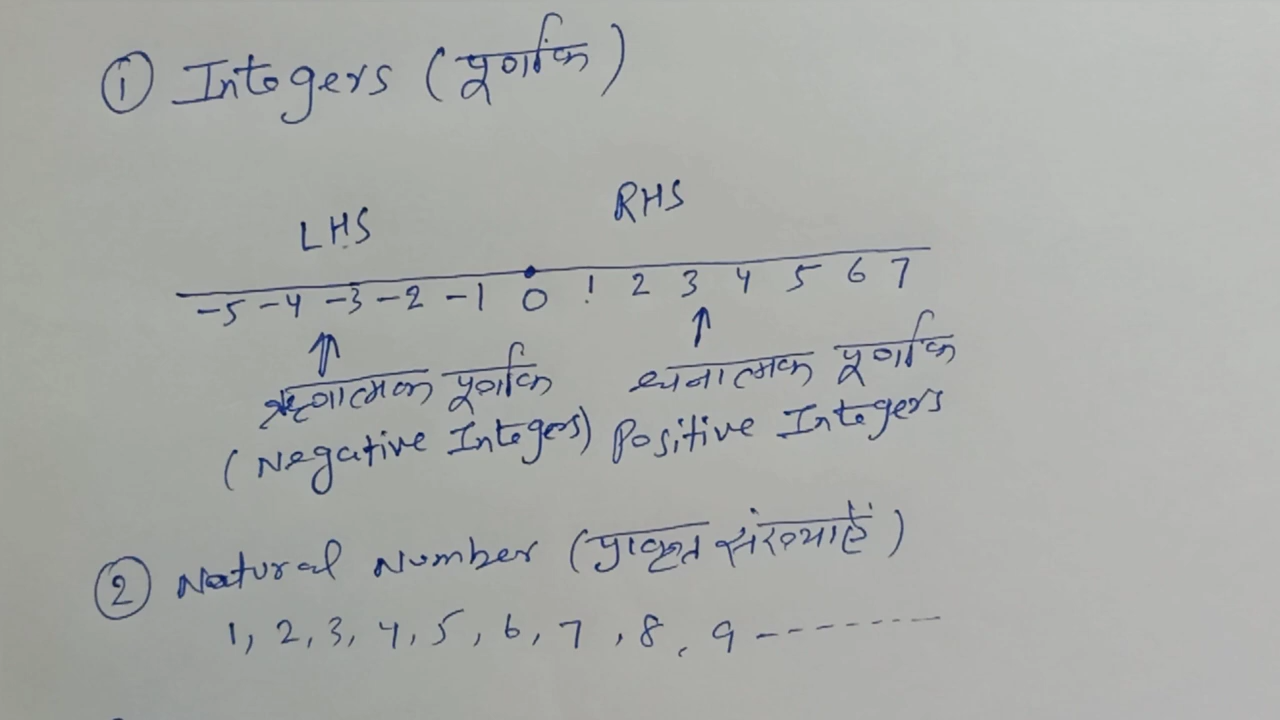 ① Integers (पूर्णांक)
LHS RHS
-5 -4 -3 -2 -1 0 1 2 3 4 5 6 7
ऋणात्मक पूर्णांक धनात्मक पूर्णांक
(Negative Integers) Positive Integers
② Natural Number (प्राकृत संख्याऐं)
1, 2, 3, 4, 5, 6, 7, 8, 9 --------